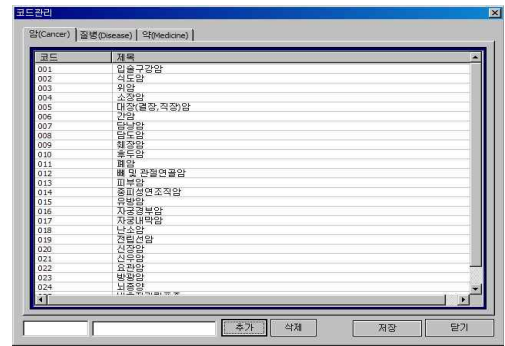 코드관리
암(Cancer) 질병(Disease) 약(Medicine)
코드 제목
001 입술구강암
002 식도암
003 위암
004 소장암
005 대장(결장,직장)암
006 간암
007 담낭암
008 담도암
009 췌장암
010 후두암
011 폐암
012 뼈 및 관절연골암
013 피부암
014 중피성연조직암
015 유방암
016 자궁경부암
017 자궁내막암
018 난소암
019 전립선암
020 신장암
021 신우암
022 요관암
023 방광암
024 뇌종양
추가 삭제 저장 닫기